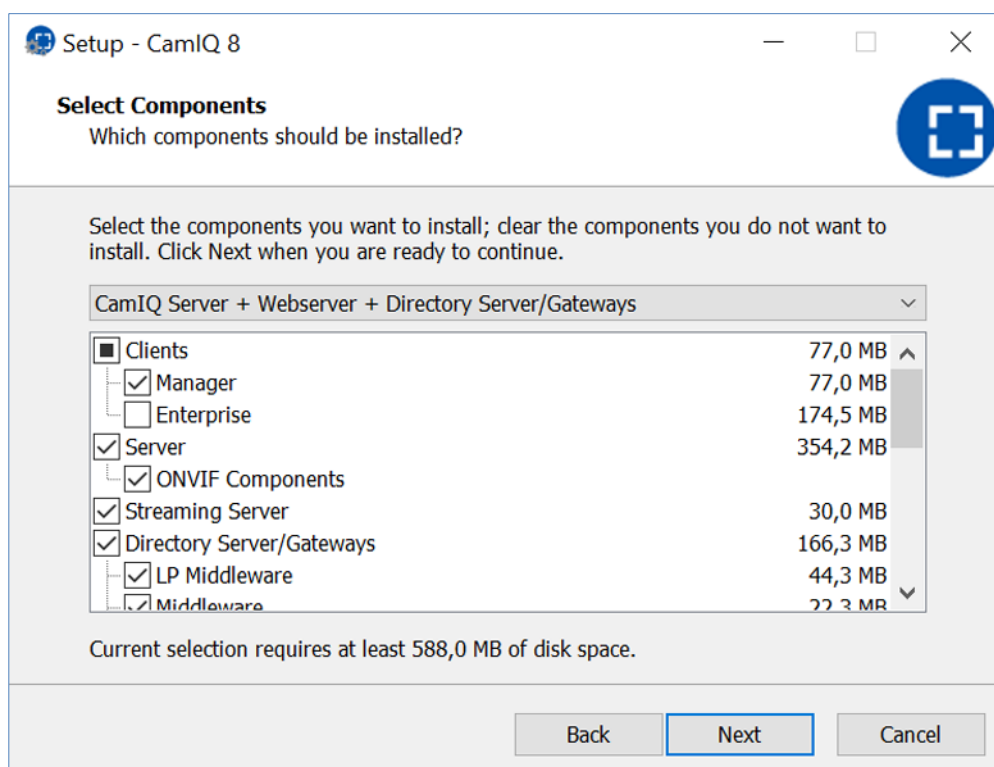 Setup - CamIQ 8
Select Components
Which components should be installed?
Select the components you want to install; clear the components you do not want to
install. Click Next when you are ready to continue.
CamIQ Server + Webserver + Directory Server/Gateways
Clients 77,0 MB
Manager 77,0 MB
Enterprise 174,5 MB
Server 354,2 MB
ONVIF Components
Streaming Server 30,0 MB
Directory Server/Gateways 166,3 MB
LP Middleware 44,3 MB
Middleware 22,3 MB
Current selection requires at least 588,0 MB of disk space.
Back Next Cancel